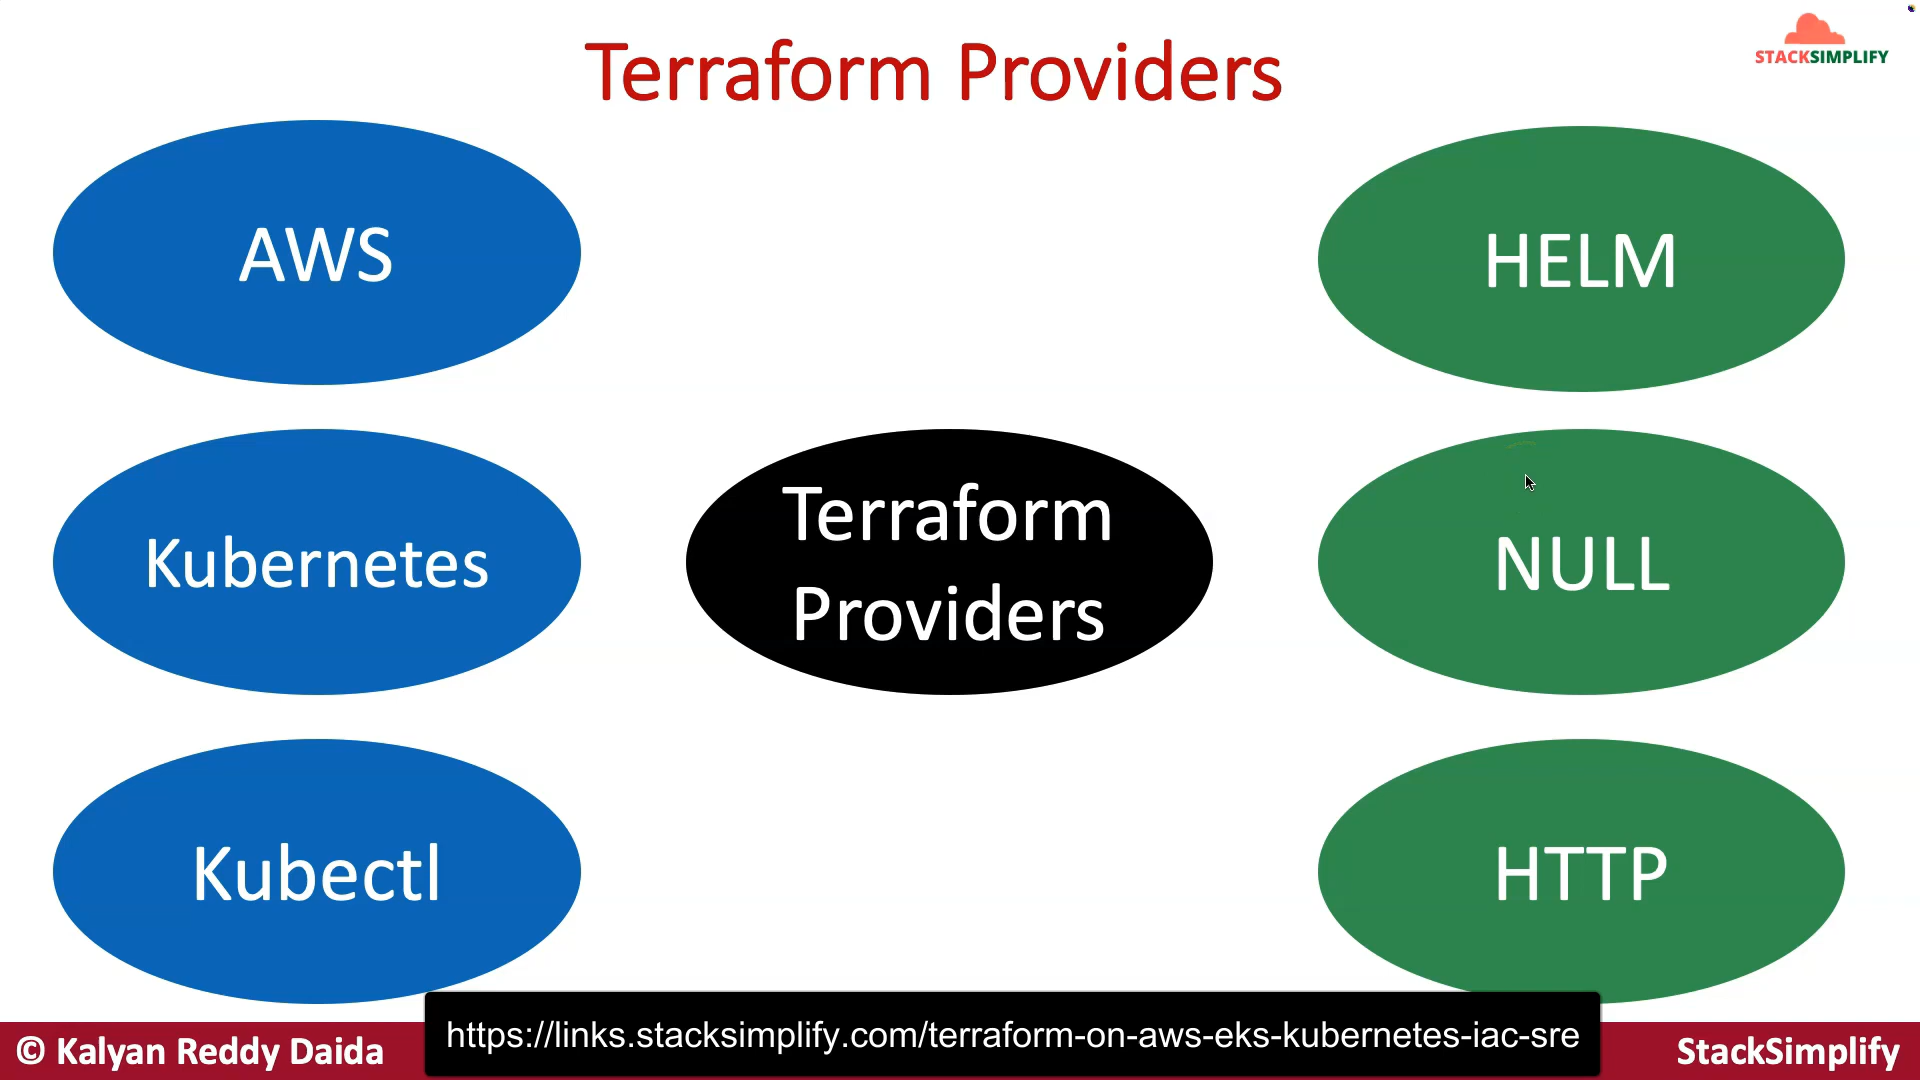 Terraform Providers
STACKSIMPLIFY
AWS
HELM
Kubernetes
Terraform
Providers
NULL
Kubectl
HTTP
© Kalyan Reddy Daida
https://links.stacksimplify.com/terraform-on-aws-eks-kubernetes-iac-sre
StackSimplify